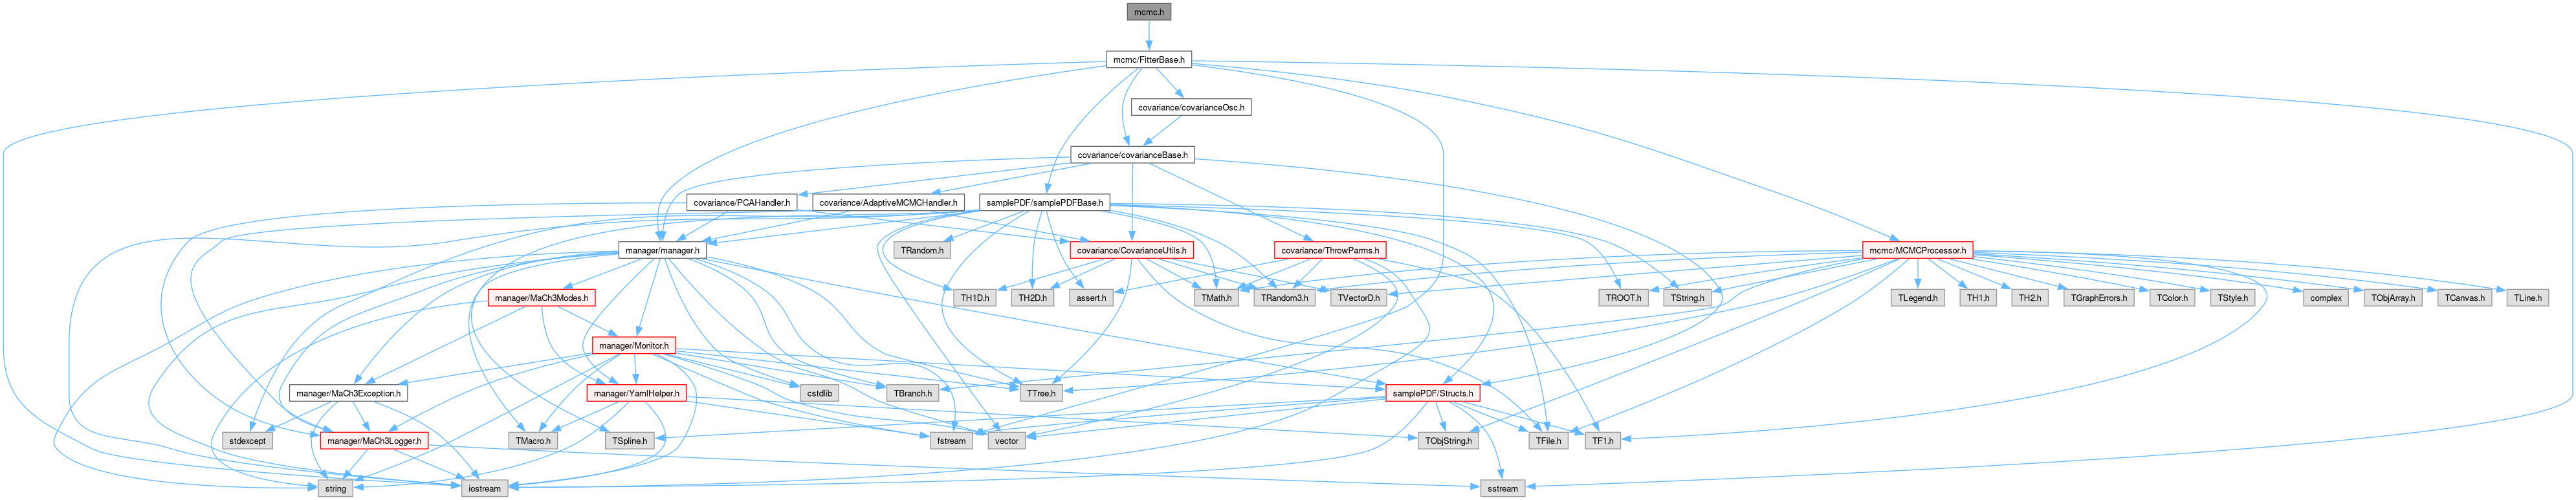 mcmc.h
mcmc/FitterBase.h
covariance/covarianceOsc.h
covariance/covarianceBase.h
covariance/PCAHandler.h
covariance/AdaptiveMCMCHandler.h
samplePDF/samplePDFBase.h
manager/manager.h
TRandom.h
covariance/CovarianceUtils.h
covariance/ThrowParms.h
mcmc/MCMCProcessor.h
manager/MaCh3Modes.h
TH1D.h
TH2D.h
assert.h
TMath.h
TRandom3.h
TVectorD.h
TROOT.h
TString.h
TLegend.h
TH1.h
TH2.h
TGraphErrors.h
TColor.h
TStyle.h
complex
TObjArray.h
TCanvas.h
TLine.h
manager/Monitor.h
manager/MaCh3Exception.h
manager/YamlHelper.h
cstdlib
TBranch.h
TTree.h
samplePDF/Structs.h
stdexcept
manager/MaCh3Logger.h
TMacro.h
TSpline.h
fstream
vector
TObjString.h
TFile.h
TF1.h
string
iostream
sstream